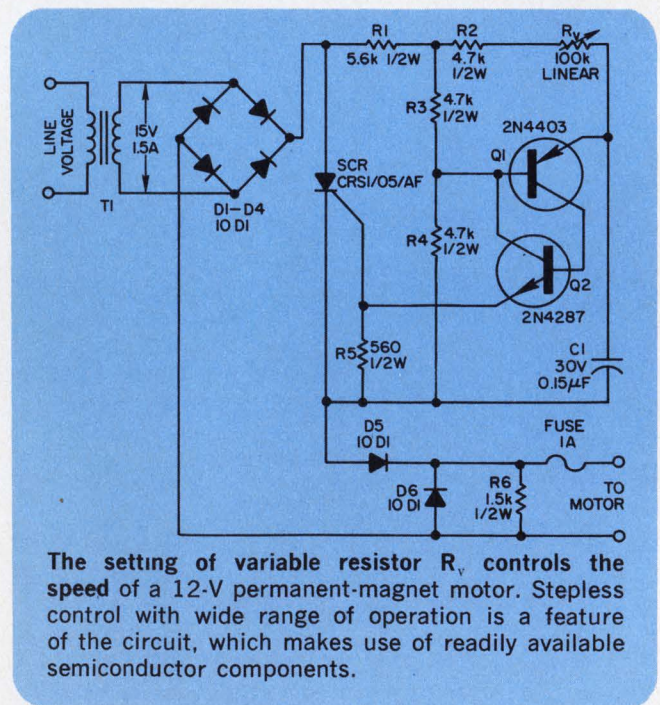 R1
5.6k 1/2W
R2
4.7k
1/2W
Rv
100k
LINEAR
LINE
VOLTAGE
15V
1.5A
T1
D1–D4
10 D1
SCR
CRS1/05/AF
R3
4.7k
1/2W
2N4403
Q1
R4
4.7k
1/2W
Q2
2N4287
R5
560
1/2W
C1
30V
0.15μF
D5
10 D1
FUSE
1A
D6
10 D1
R6
1.5k
1/2W
TO
MOTOR
The setting of variable resistor Rv controls the
speed of a 12-V permanent-magnet motor. Stepless
control with wide range of operation is a feature
of the circuit, which makes use of readily available
semiconductor components.